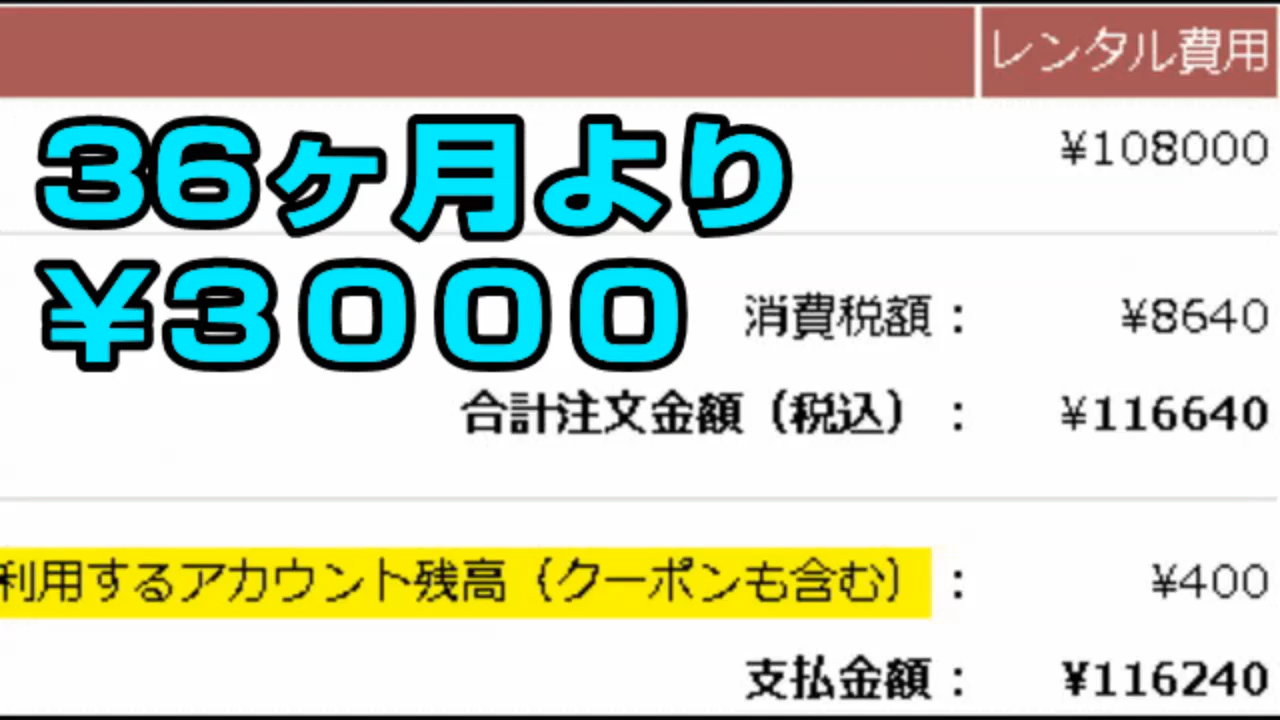 レンタル費用
¥108000
36ヶ月より
¥3000
消費税額： ¥8640
合計注文金額（税込）： ¥116640
利用するアカウント残高（クーポンも含む）： ¥400
支払金額： ¥116240